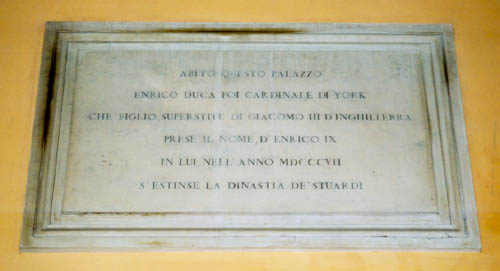 ABITÒ QUESTO PALAZZO
ENRICO DUCA POI CARDINALE DI YORK
CHE FIGLIO SUPERSTITE DI GIACOMO III D'INGHILTERRA
PRESE IL NOME, D'ENRICO IX
IN LUI NELL'ANNO MDCCCVII
S'ESTINSE LA DINASTIA DE'STUARDI